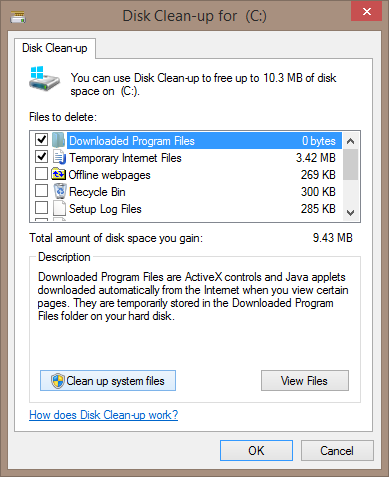 Disk Clean-up for (C:)
Disk Clean-up
You can use Disk Clean-up to free up to 10.3 MB of disk
space on (C:).
Files to delete:
Downloaded Program Files 0 bytes
Temporary Internet Files 3.42 MB
Offline webpages 269 KB
Recycle Bin 300 KB
Setup Log Files 285 KB
Total amount of disk space you gain: 9.43 MB
Description
Downloaded Program Files are ActiveX controls and Java applets
downloaded automatically from the Internet when you view certain
pages. They are temporarily stored in the Downloaded Program
Files folder on your hard disk.
Clean up system files View Files
How does Disk Clean-up work?
OK Cancel